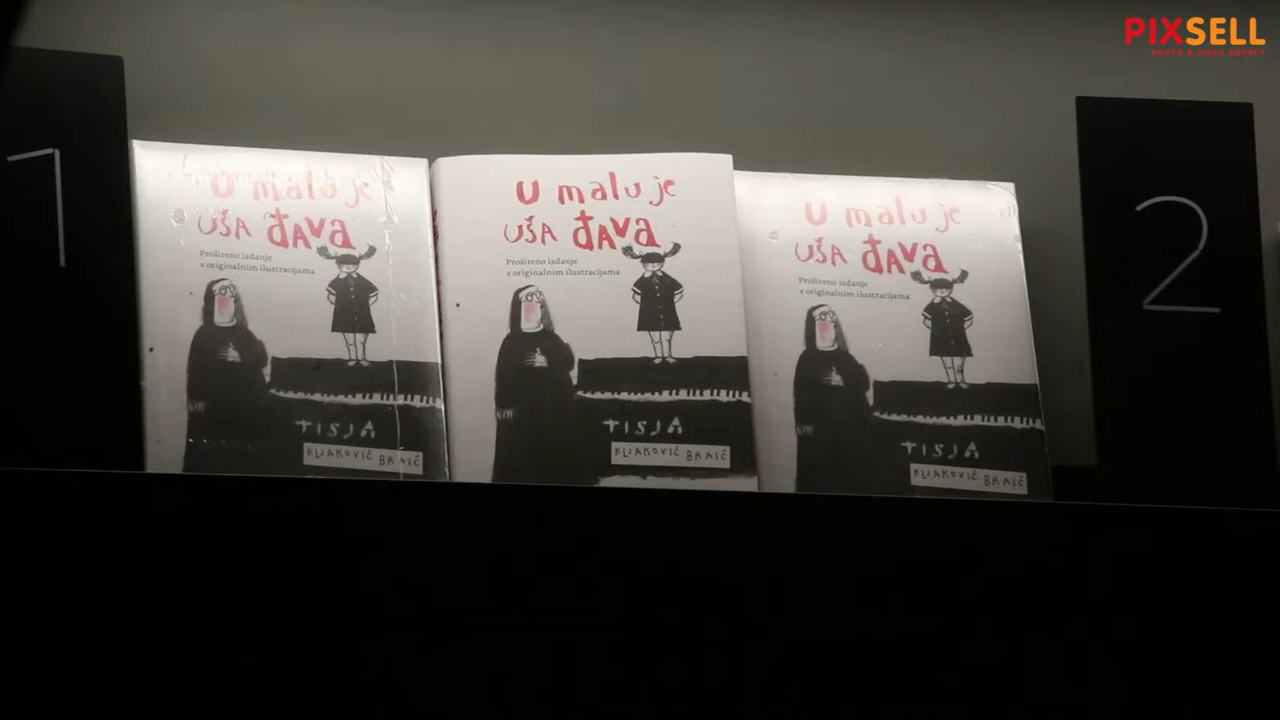 PIXSELL
PHOTO & VIDEO AGENCY
1
U malu je
uša đava
Prošireno izdanje
s originalnim ilustracijama
TISJA
KLJAKOVIĆ BRAIĆ
U malu je
uša đava
Prošireno izdanje
s originalnim ilustracijama
TISJA
KLJAKOVIĆ BRAIĆ
U malu je
uša đava
Prošireno izdanje
s originalnim ilustracijama
TISJA
KLJAKOVIĆ BRAIĆ
2